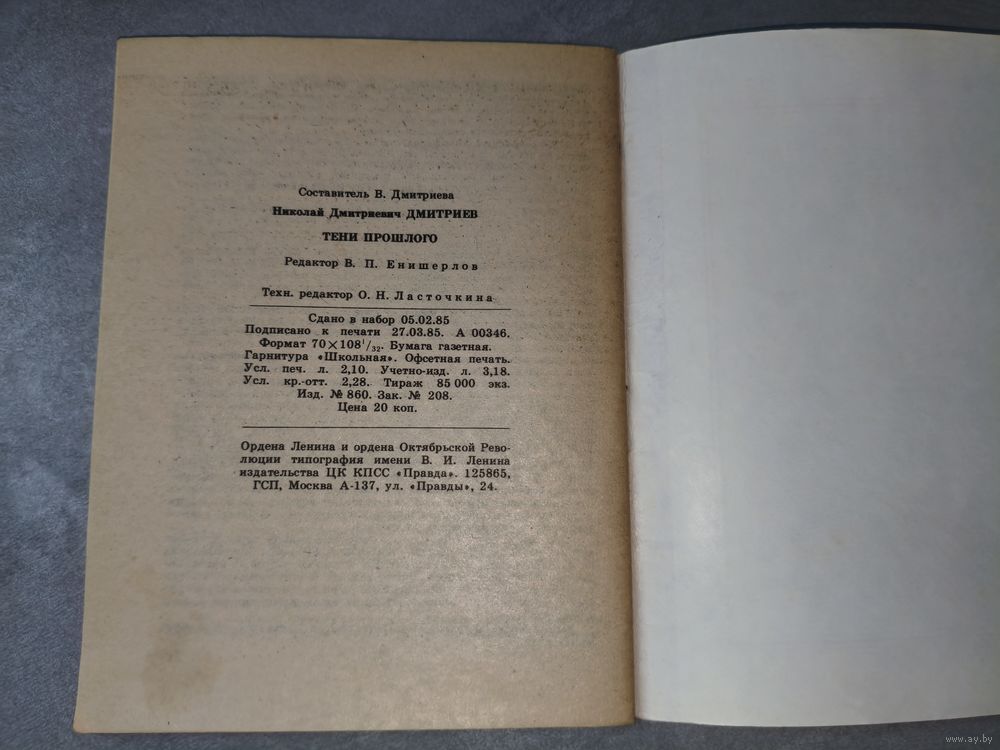 Составитель В. Дмитриева
Николай Дмитриевич ДМИТРИЕВ
ТЕНИ ПРОШЛОГО
Редактор В. П. Енишерлов
Техн. редактор О. Н. Ласточкина
Сдано в набор 05.02.85
Подписано к печати 27.03.85. А 00346.
Формат 70×108¹/₃₂. Бумага газетная.
Гарнитура «Школьная». Офсетная печать.
Усл. печ. л. 2,10. Учетно-изд. л. 3,18.
Усл. кр.-отт. 2,28. Тираж 85 000 экз.
Изд. № 860. Зак. № 208.
Цена 20 коп.
Ордена Ленина и ордена Октябрьской Рево-
люции типография имени В. И. Ленина
издательства ЦК КПСС «Правда». 125865,
ГСП, Москва А-137, ул. «Правды», 24.
www.ay.by